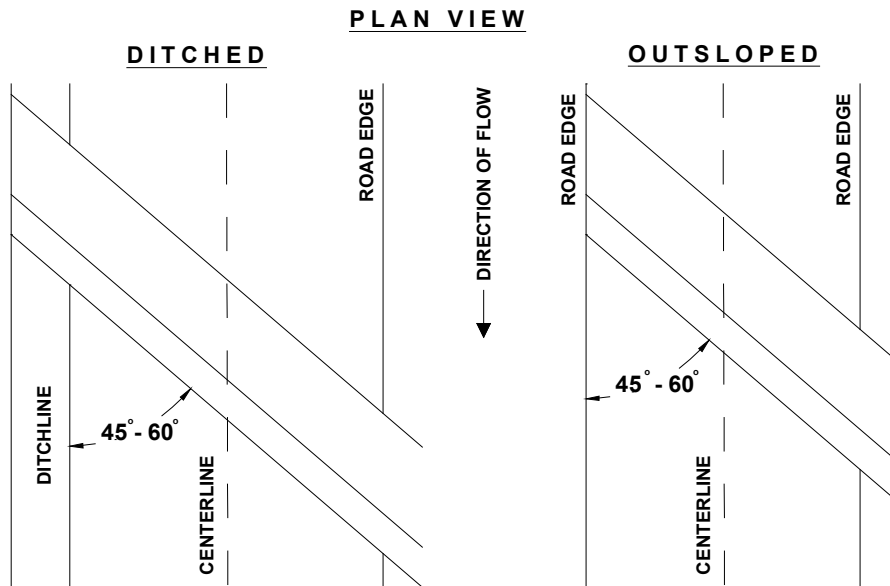 PLAN VIEW
DITCHED
OUTSLOPED
ROAD EDGE
DIRECTION OF FLOW
ROAD EDGE
ROAD EDGE
45° - 60°
45° - 60°
DITCHLINE
CENTERLINE
CENTERLINE